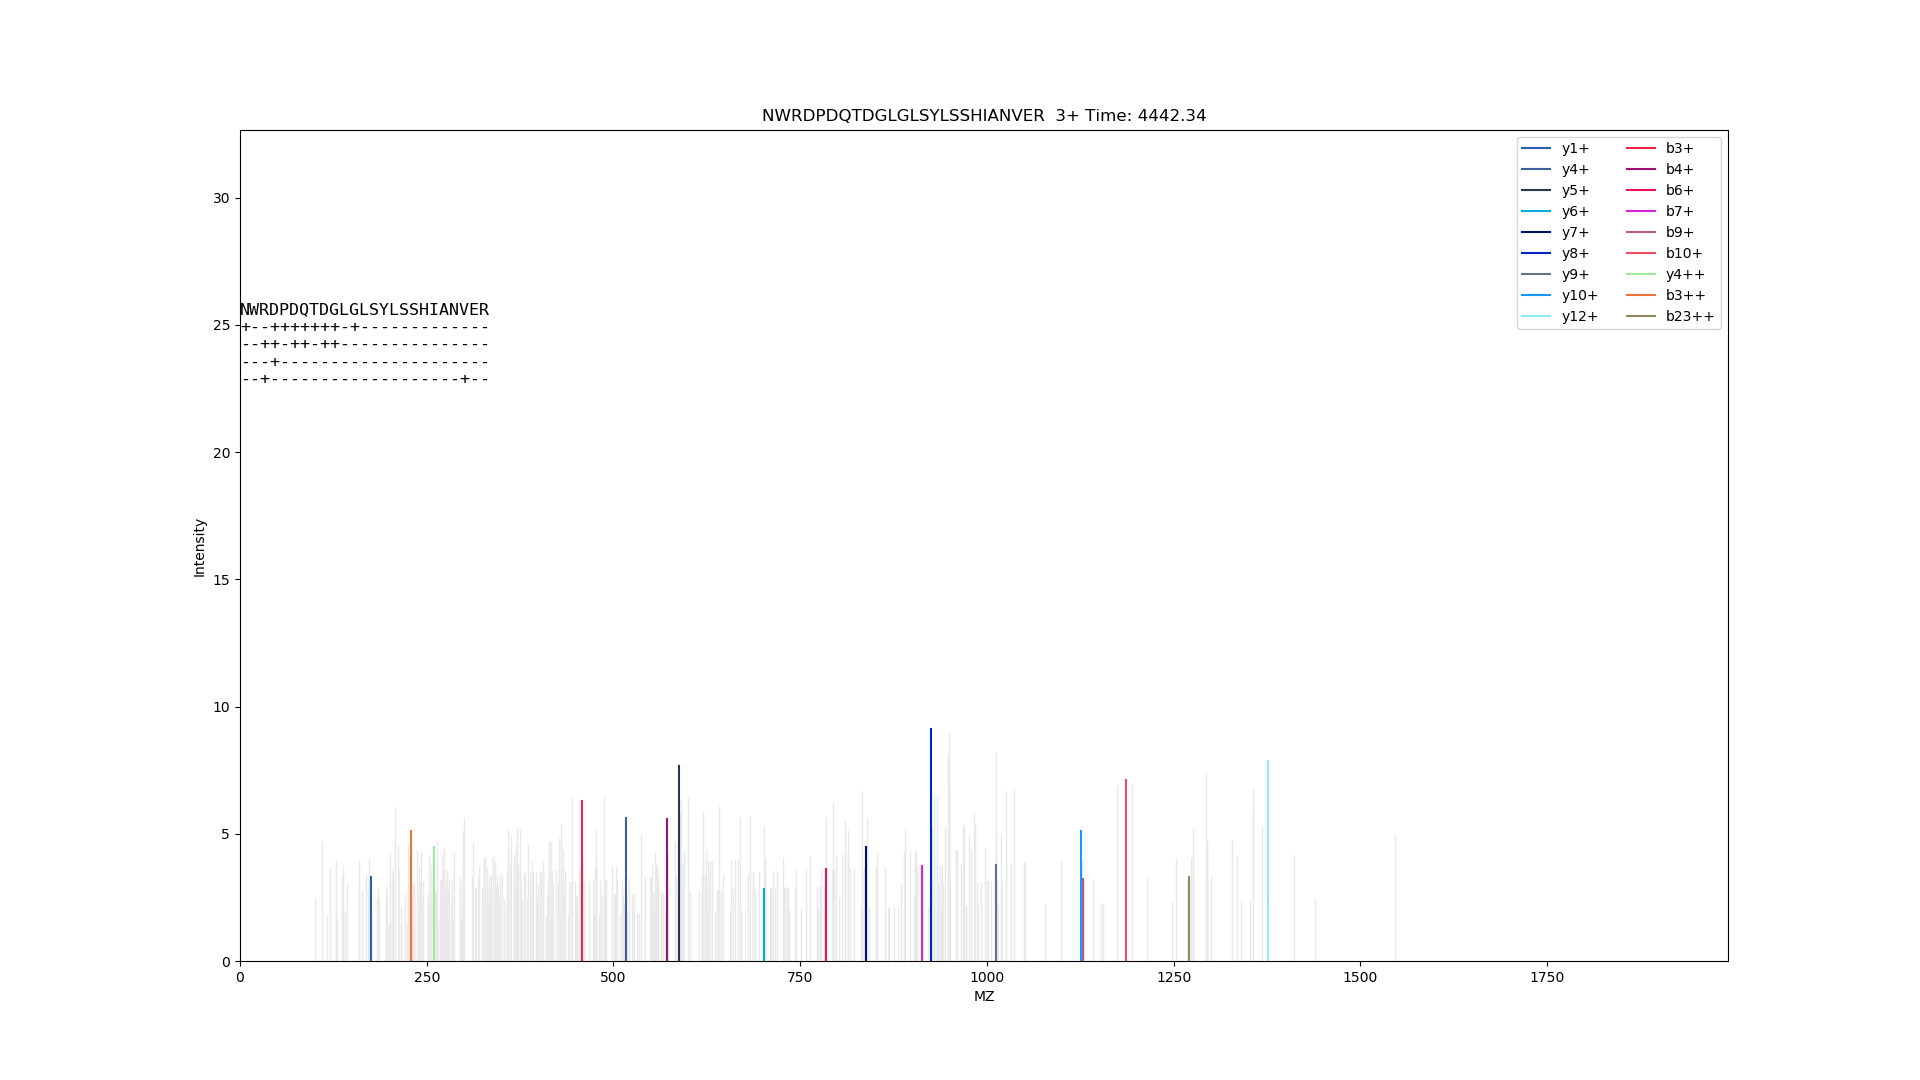 NWRDPDQTDGLGLSYLSSHIANVER  3+ Time: 4442.34
y1+ b3+
y4+ b4+
y5+ b6+
y6+ b7+
y7+ b9+
y8+ b10+
y9+ y4++
y10+ b3++
y12+ b23++
NWRDPDQTDGLGLSYLSSHIANVER
+--+++++++-+-------------
--++-++-++---------------
---+---------------------
--+-------------------+--
30
25
20
15
10
5
0
Intensity
0 250 500 750 1000 1250 1500 1750
MZ